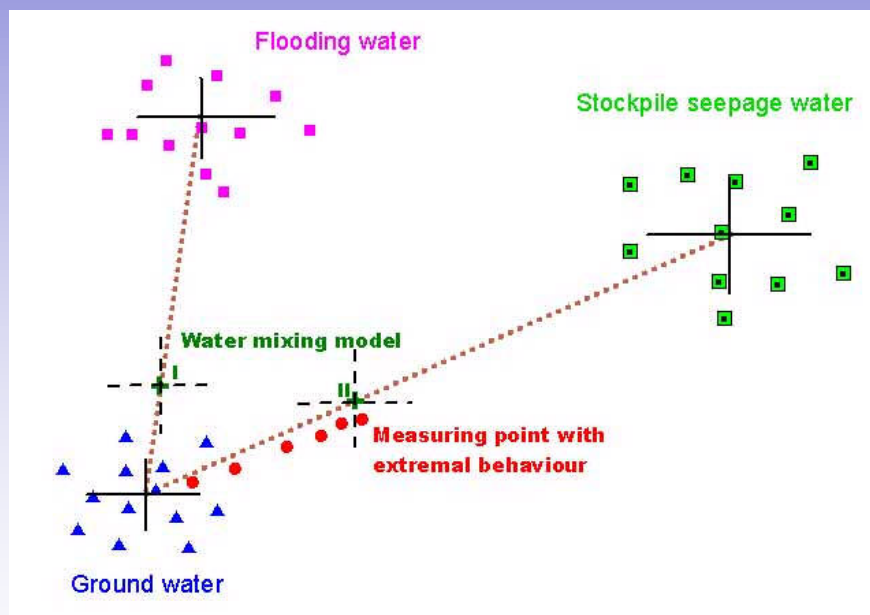 Flooding water
Stockpile seepage water
Water mixing model
I
II
Measuring point with
extremal behaviour
Ground water